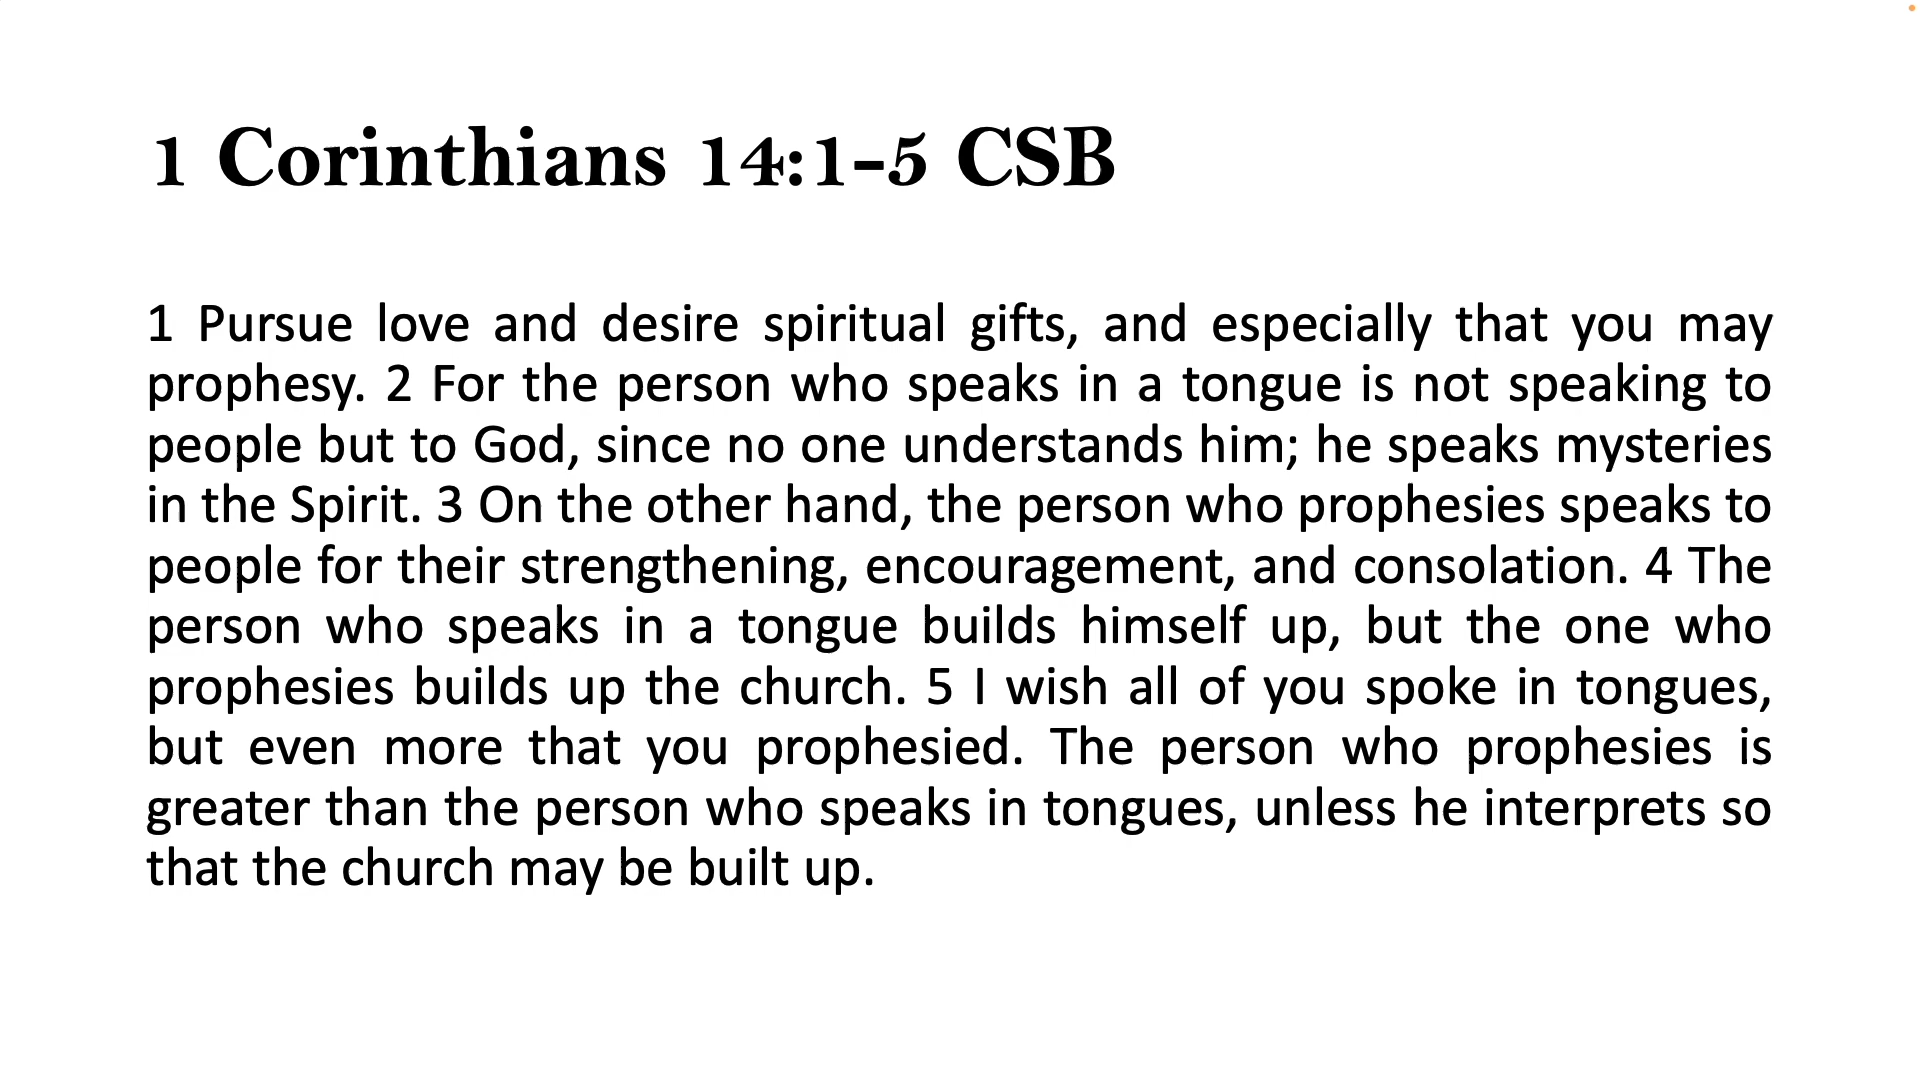 1 Corinthians 14:1-5 CSB
1 Pursue love and desire spiritual gifts, and especially that you may
prophesy. 2 For the person who speaks in a tongue is not speaking to
people but to God, since no one understands him; he speaks mysteries
in the Spirit. 3 On the other hand, the person who prophesies speaks to
people for their strengthening, encouragement, and consolation. 4 The
person who speaks in a tongue builds himself up, but the one who
prophesies builds up the church. 5 I wish all of you spoke in tongues,
but even more that you prophesied. The person who prophesies is
greater than the person who speaks in tongues, unless he interprets so
that the church may be built up.